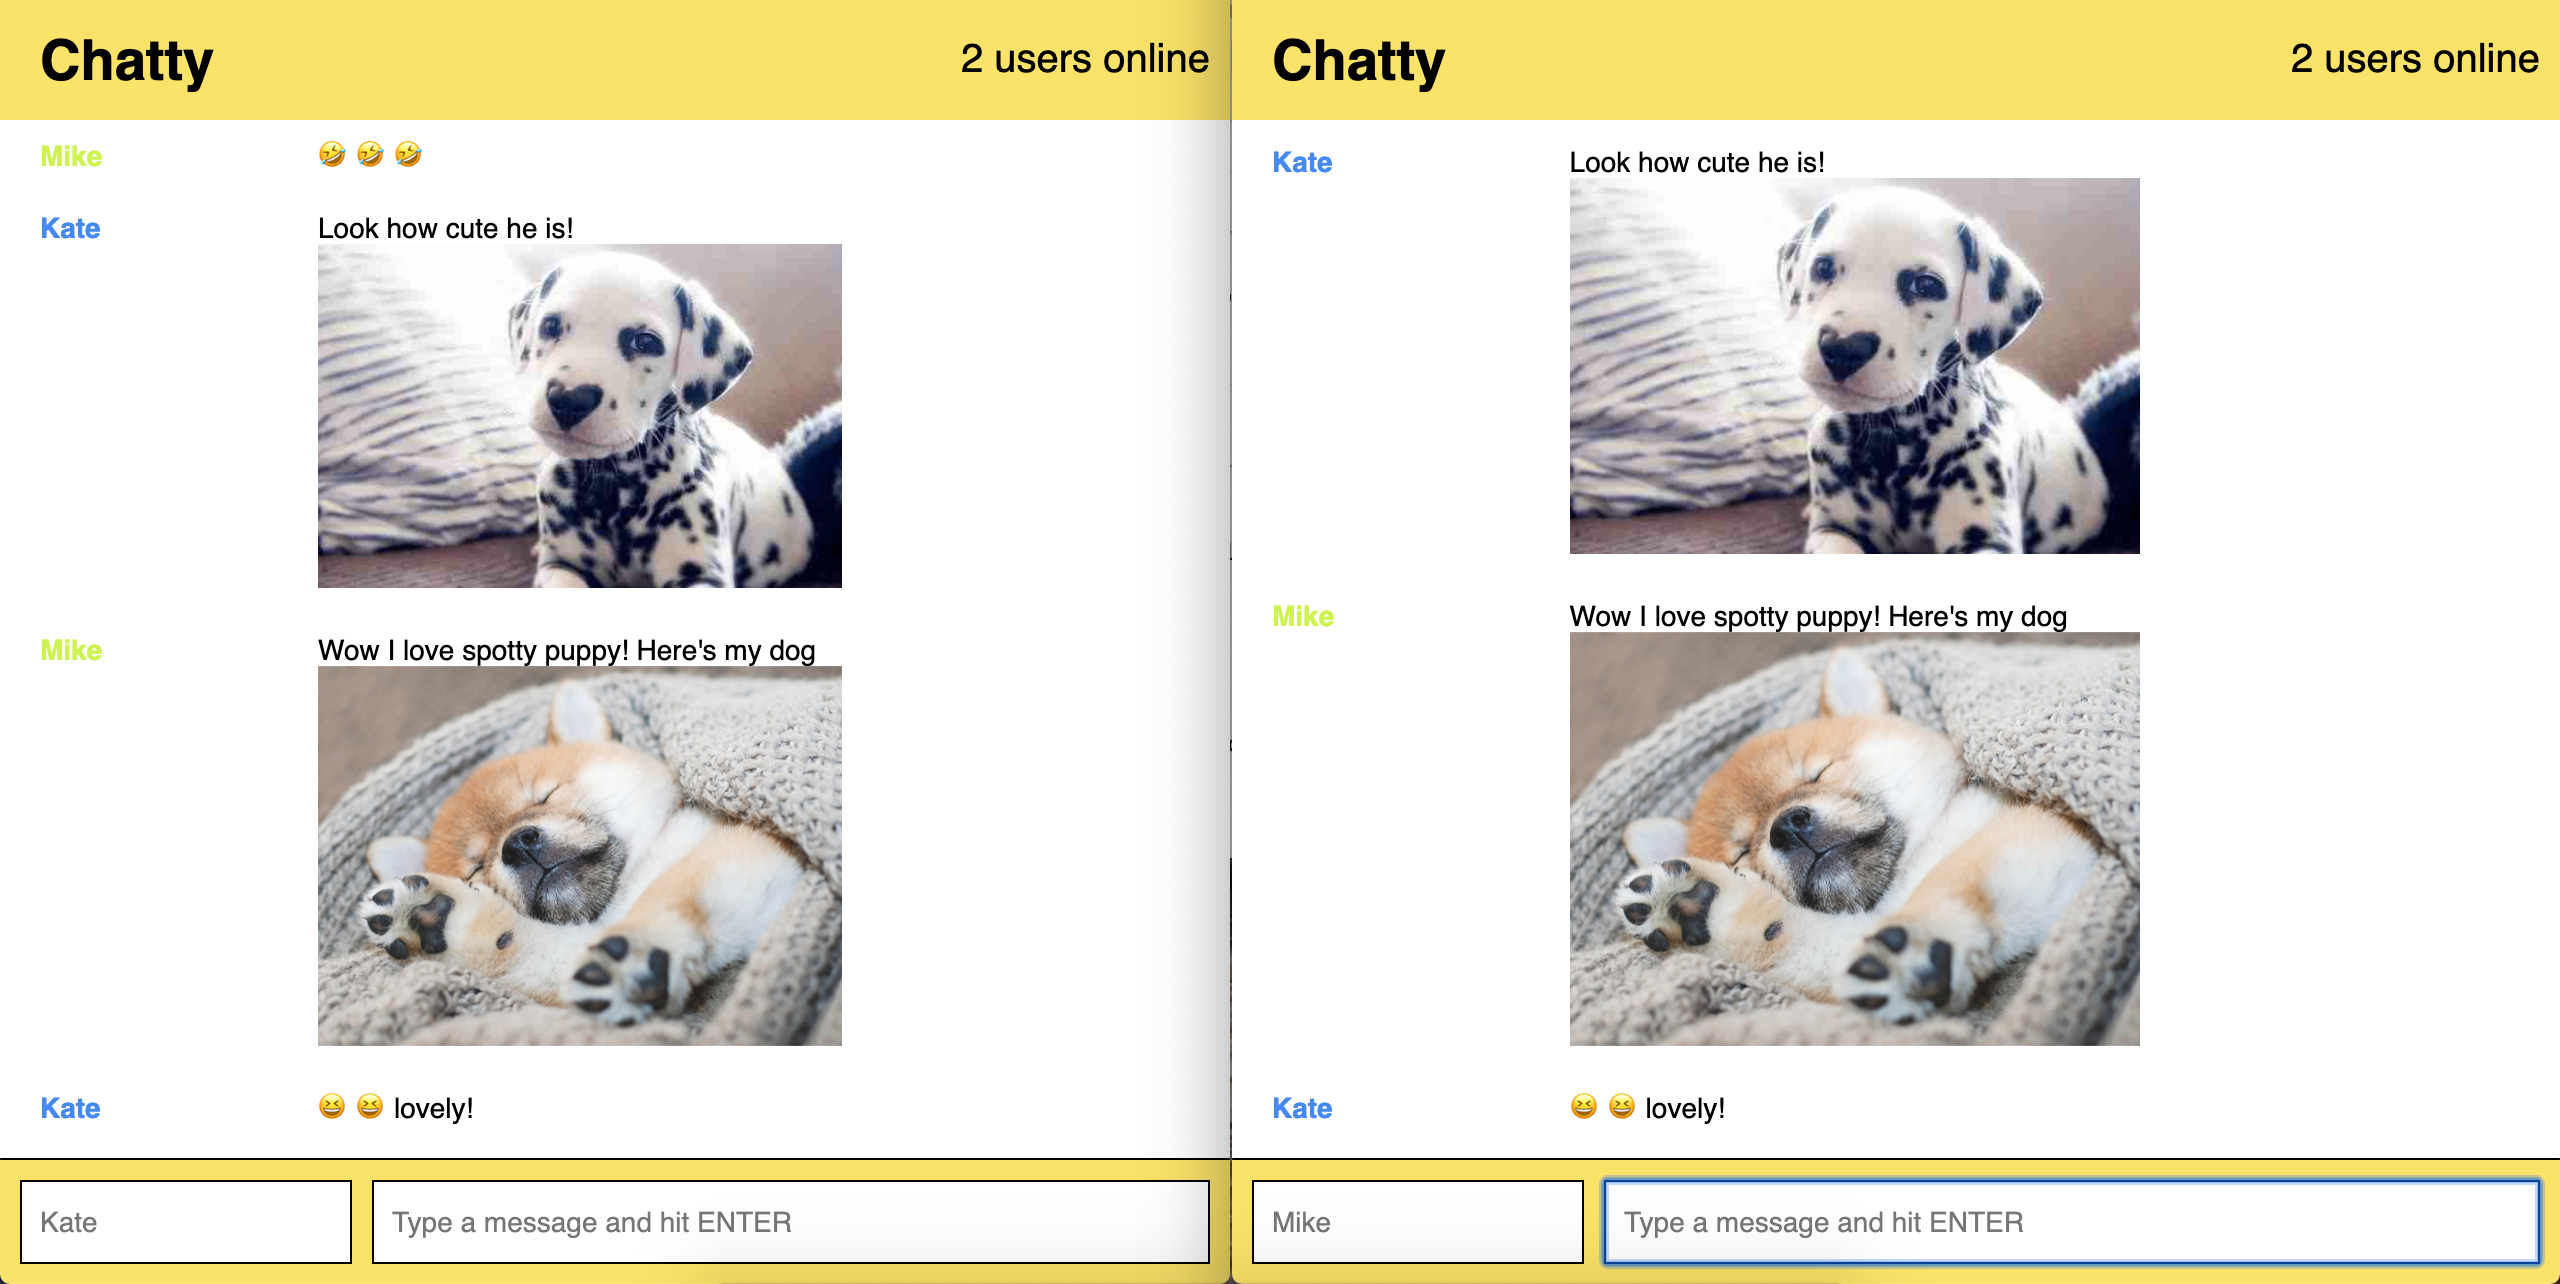 Chatty
2 users online
Mike
🤣 🤣 🤣
Kate
Look how cute he is!
Mike
Wow I love spotty puppy! Here's my dog
Kate
😆 😆 lovely!
Kate
Type a message and hit ENTER
Chatty
2 users online
Kate
Look how cute he is!
Mike
Wow I love spotty puppy! Here's my dog
Kate
😆 😆 lovely!
Mike
Type a message and hit ENTER